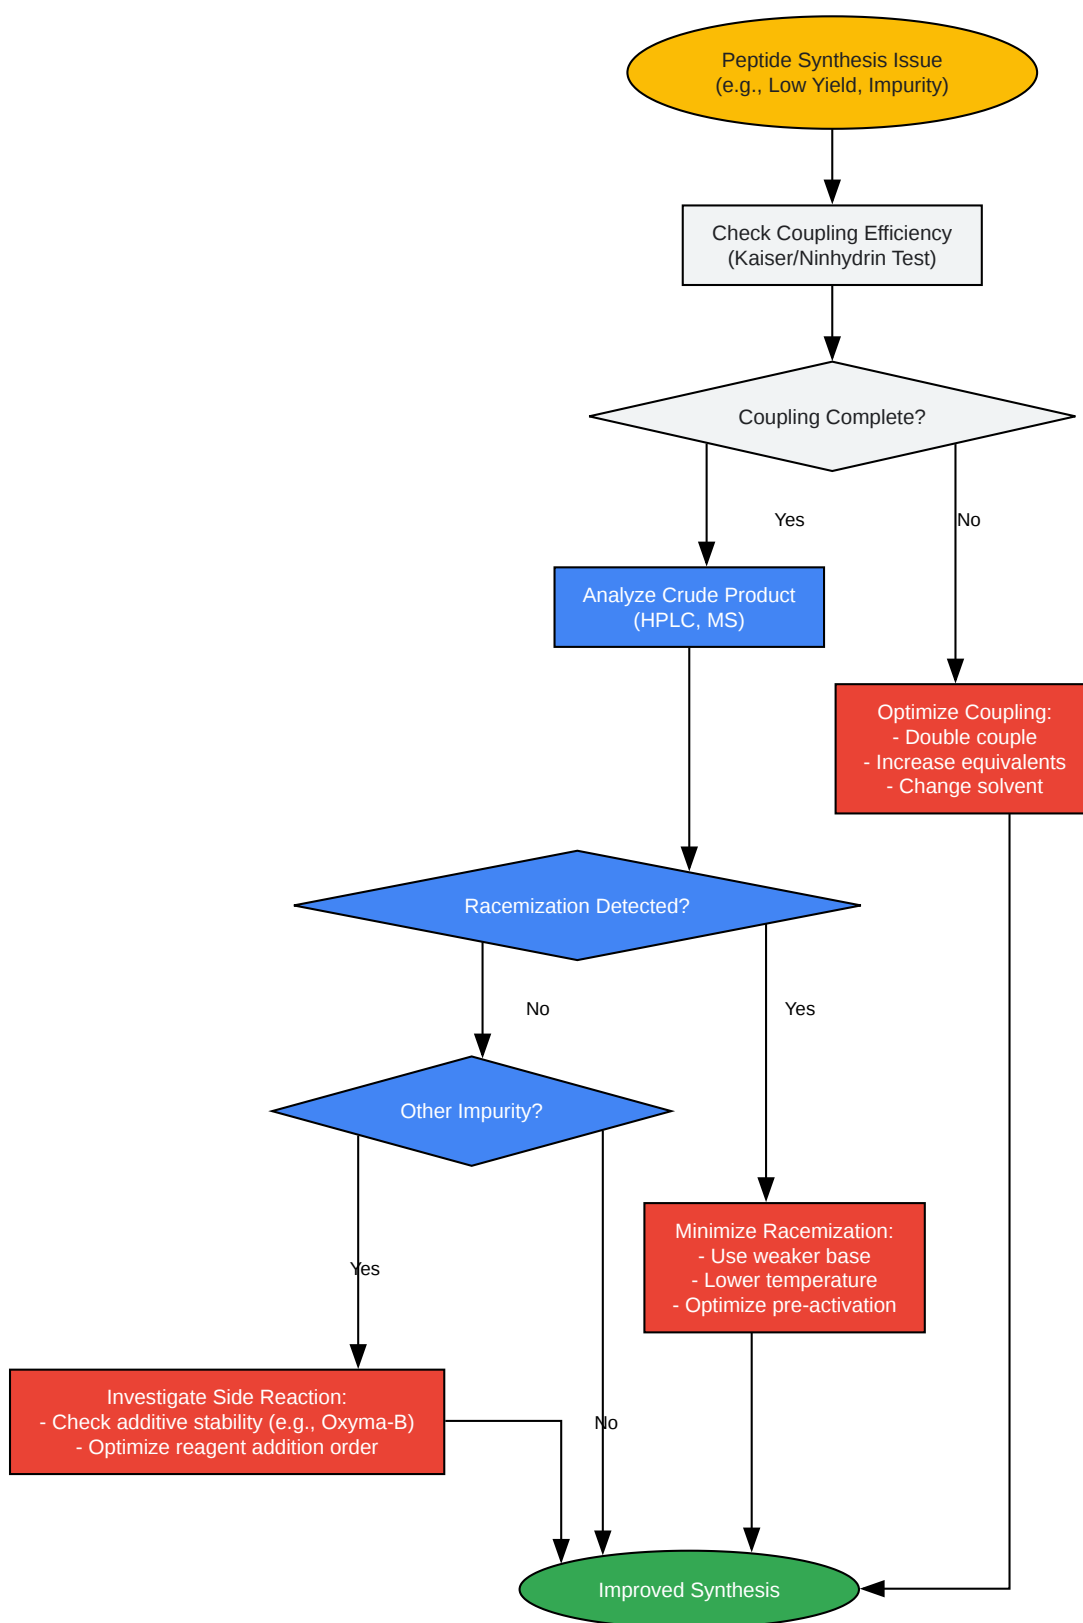 Peptide Synthesis Issue
(e.g., Low Yield, Impurity)
Check Coupling Efficiency
(Kaiser/Ninhydrin Test)
Coupling Complete?
Yes
No
Analyze Crude Product
(HPLC, MS)
Optimize Coupling:
- Double couple
- Increase equivalents
- Change solvent
Racemization Detected?
No
Yes
Other Impurity?
Minimize Racemization:
- Use weaker base
- Lower temperature
- Optimize pre-activation
Yes
Investigate Side Reaction:
- Check additive stability (e.g., Oxyma-B)
- Optimize reagent addition order
No
Improved Synthesis